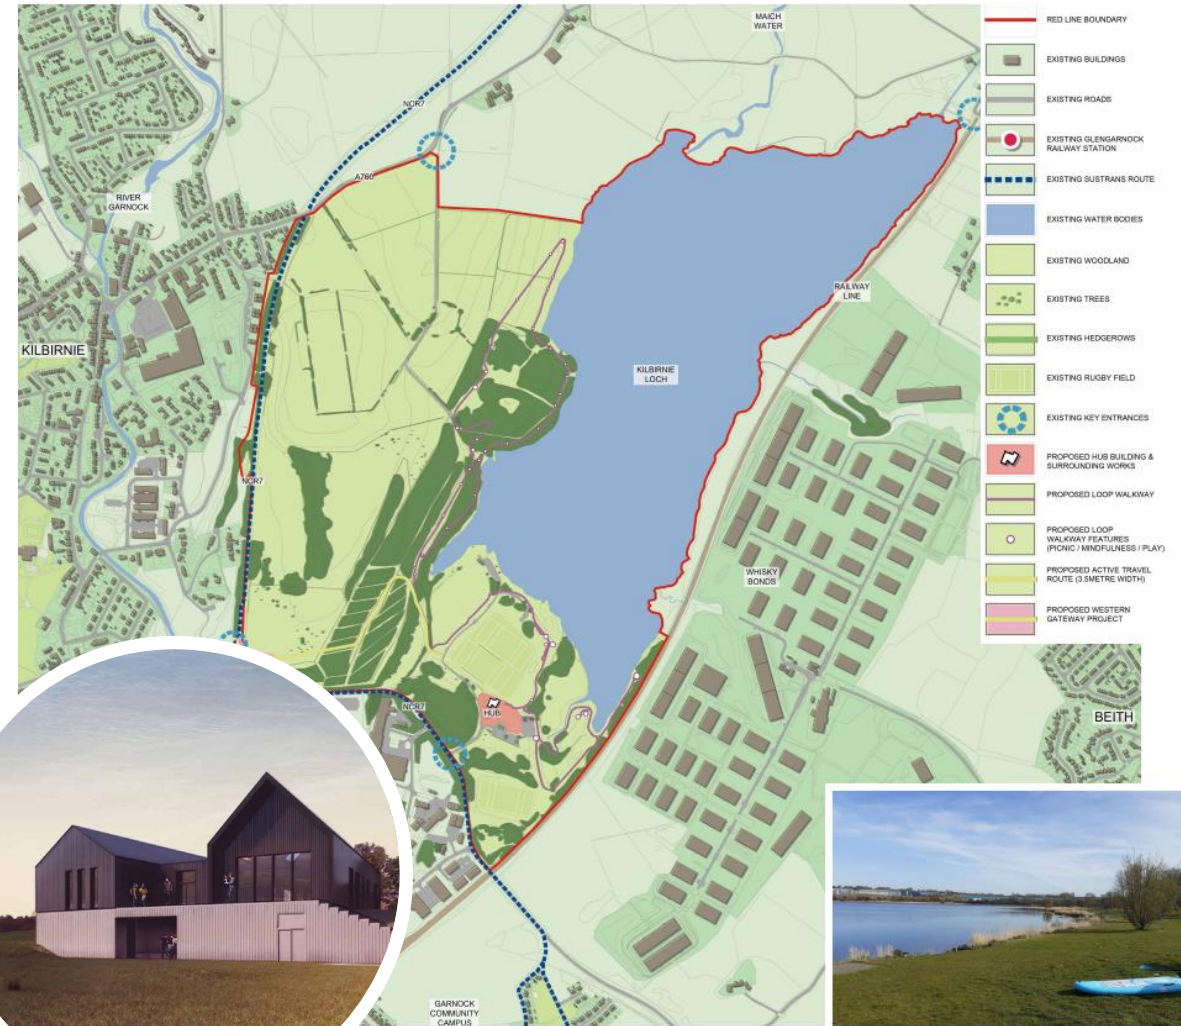 MAICH
WATER
NCR7
A760
RIVER
GARNOCK
KILBIRNIE
RAILWAY
LINE
KILBIRNIE
LOCH
NCR7
WHISKY
BONDS
NCR7
HUB
BEITH
GARNOCK
COMMUNITY
CAMPUS
RED LINE BOUNDARY
EXISTING BUILDINGS
EXISTING ROADS
EXISTING GLENGARNOCK
RAILWAY STATION
EXISTING SUSTRANS ROUTE
EXISTING WATER BODIES
EXISTING WOODLAND
EXISTING TREES
EXISTING HEDGEROWS
EXISTING RUGBY FIELD
EXISTING KEY ENTRANCES
PROPOSED HUB BUILDING &
SURROUNDING WORKS
PROPOSED LOOP WALKWAY
PROPOSED LOOP
WALKWAY FEATURES
(PICNIC / MINDFULNESS / PLAY)
PROPOSED ACTIVE TRAVEL
ROUTE (3.5METRE WIDTH)
PROPOSED WESTERN
GATEWAY PROJECT